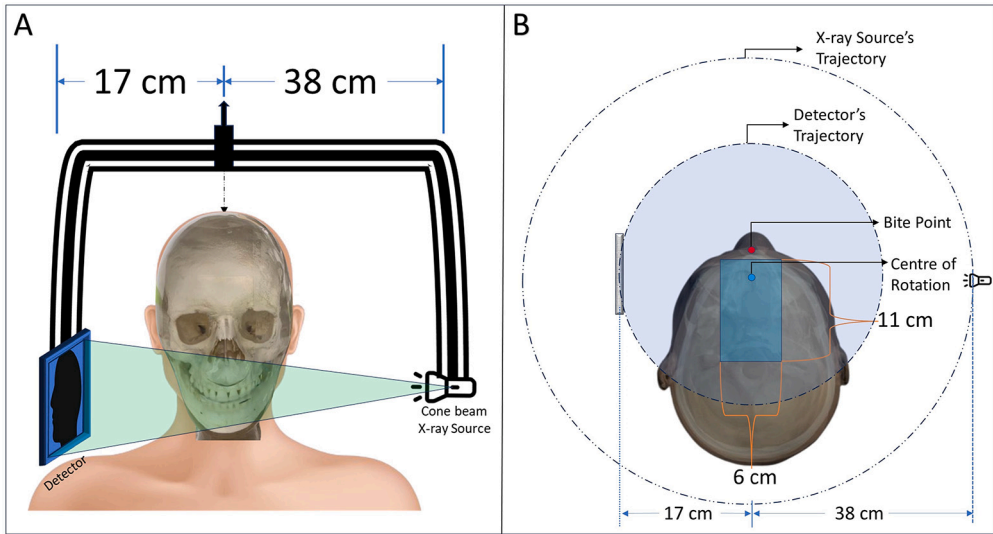 A
17 cm
38 cm
Cone beam
X-ray Source
Detector
B
X-ray Source's
Trajectory
Detector's
Trajectory
Bite Point
Centre of
Rotation
11 cm
6 cm
17 cm
38 cm